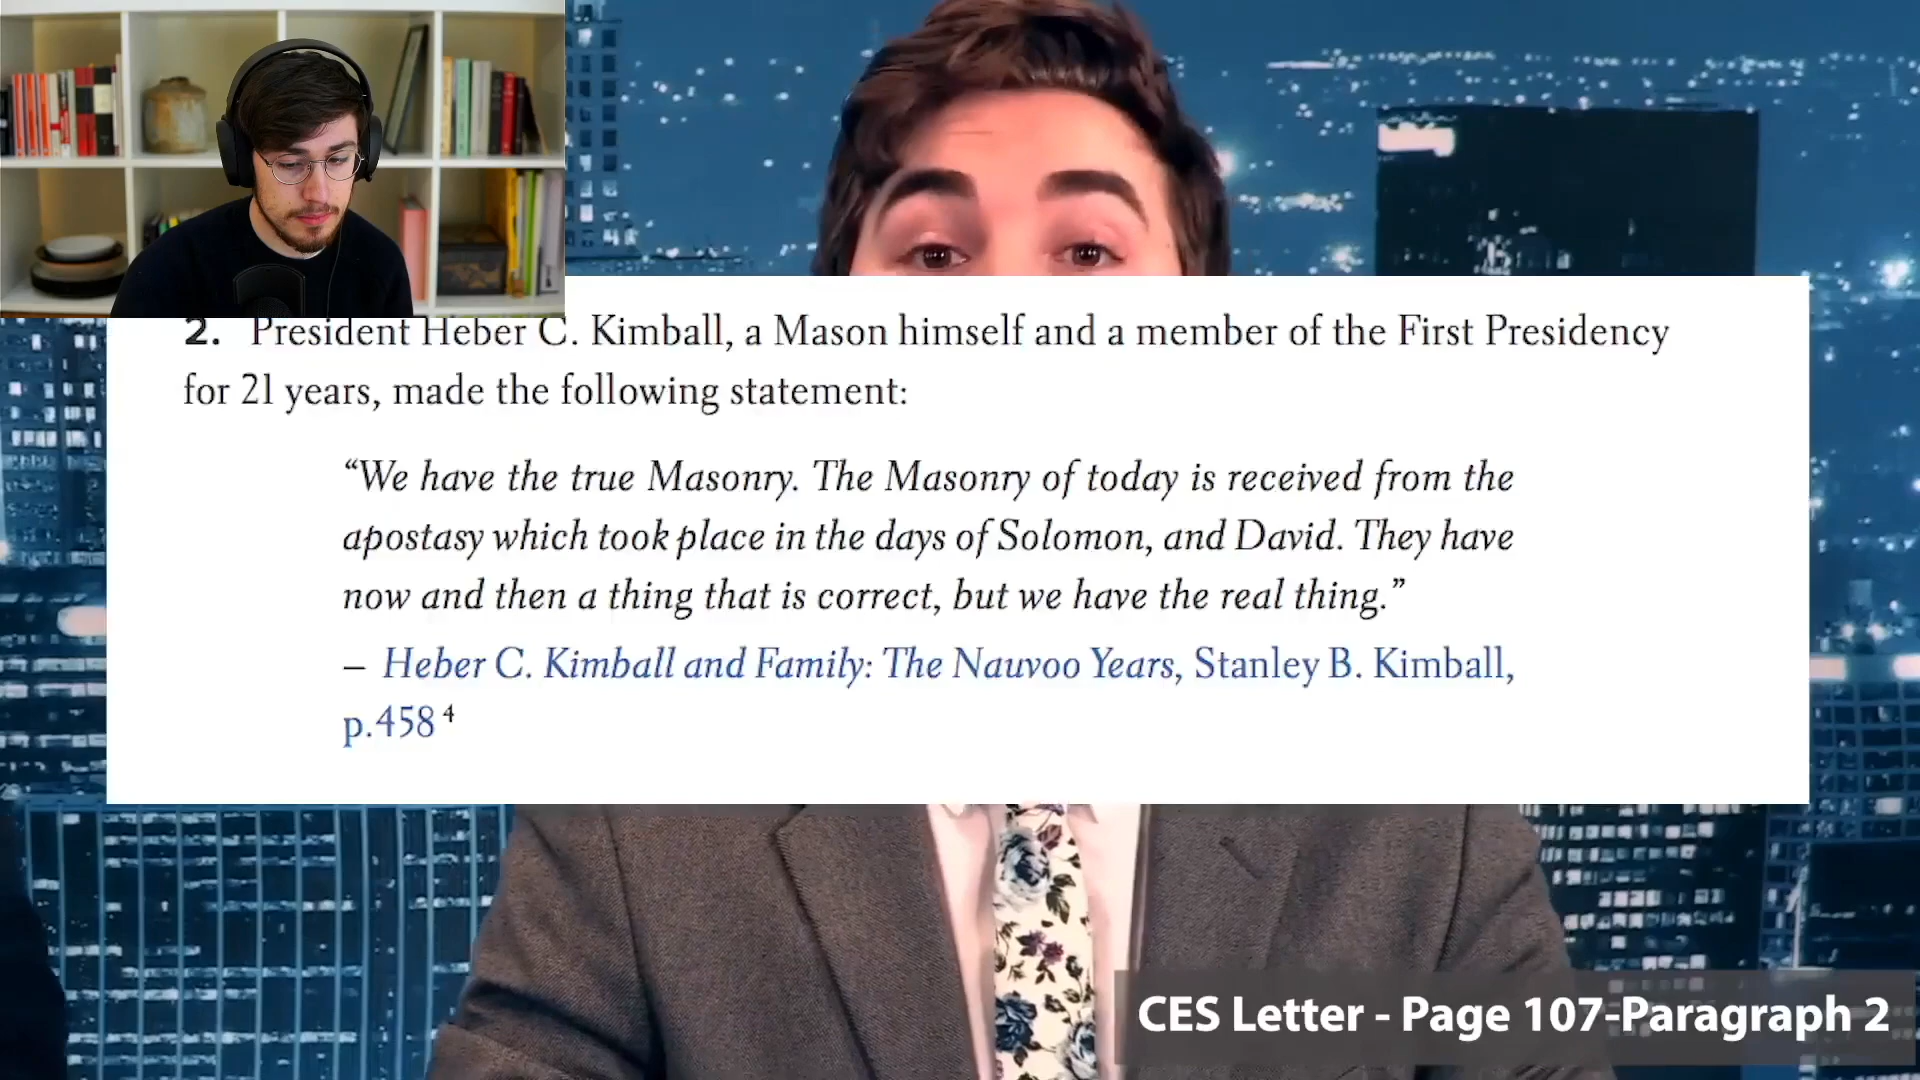 2. President Heber C. Kimball, a Mason himself and a member of the First Presidency
for 21 years, made the following statement:
“We have the true Masonry. The Masonry of today is received from the
apostasy which took place in the days of Solomon, and David. They have
now and then a thing that is correct, but we have the real thing.”
– Heber C. Kimball and Family: The Nauvoo Years, Stanley B. Kimball,
p.458 4
CES Letter - Page 107-Paragraph 2